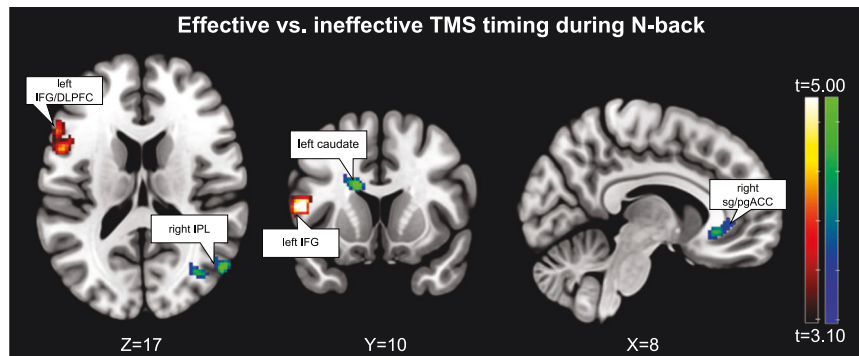 Effective vs. ineffective TMS timing during N-back
left
IFG/DLPFC
right IPL
left caudate
left IFG
right
sg/pgACC
t=5.00
t=3.10
Z=17
Y=10
X=8